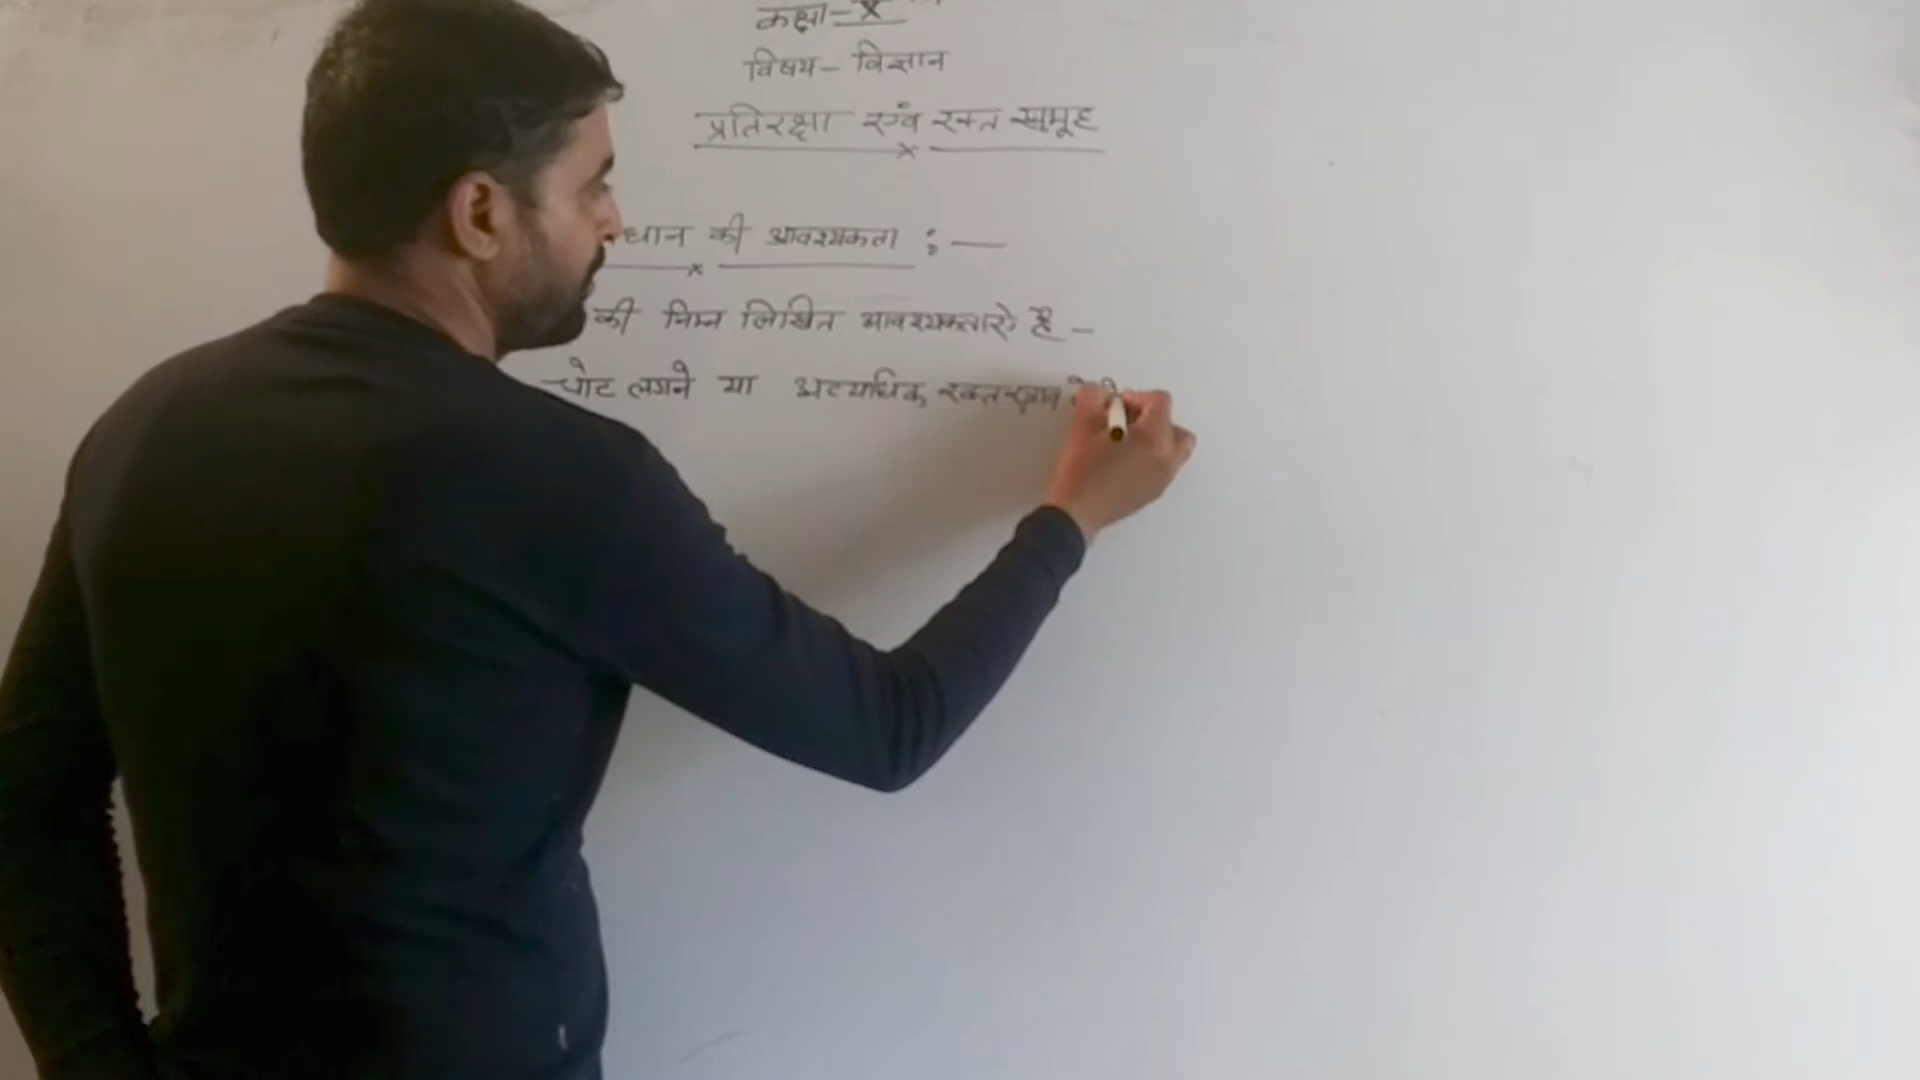 कक्षा-X
विषय- विज्ञान
प्रतिरक्षा एवं रक्त समूह
धान की आवश्यकता :-
की निम्न लिखित आवश्यकताऐं है -
चोट लगने या अत्यधिक रक्तस्राव